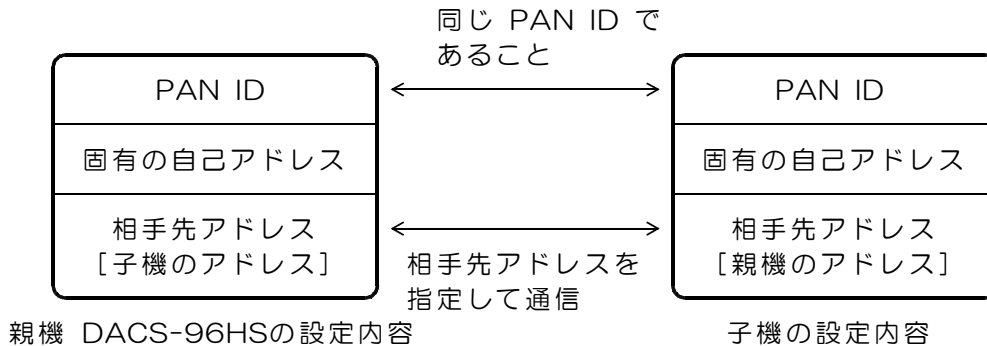 同じ PAN ID で
あること
PAN ID
固有の自己アドレス
相手先アドレス
[子機のアドレス]
相手先アドレスを
指定して通信
PAN ID
固有の自己アドレス
相手先アドレス
[親機のアドレス]
親機 DACS-96HSの設定内容
子機の設定内容